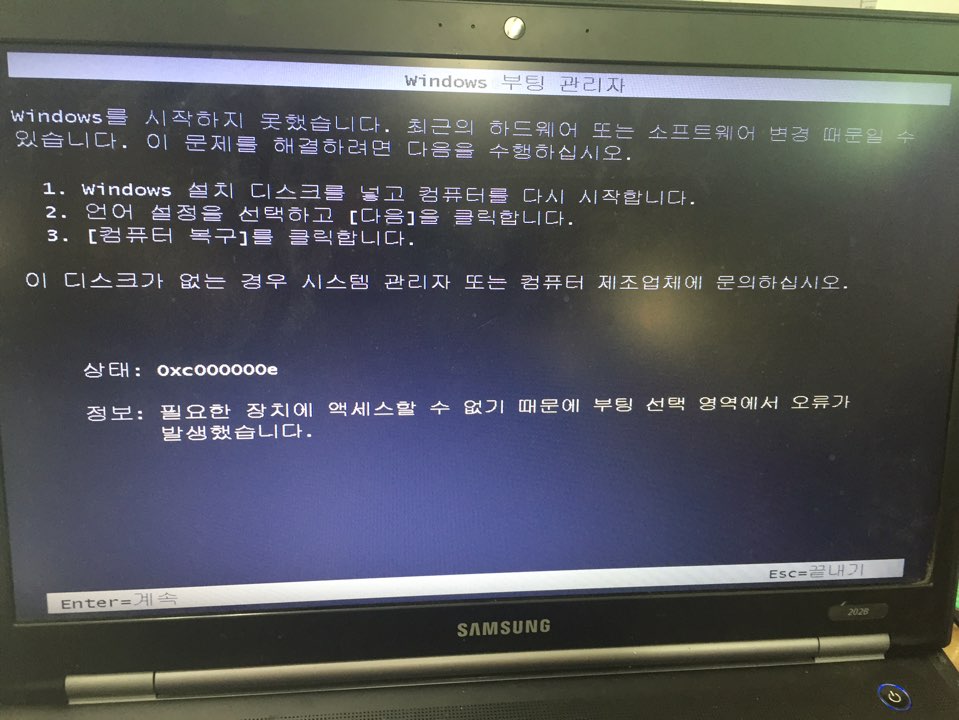 Windows 부팅 관리자
Windows를 시작하지 못했습니다. 최근의 하드웨어 또는 소프트웨어 변경 때문일 수
있습니다. 이 문제를 해결하려면 다음을 수행하십시오.
1. Windows 설치 디스크를 넣고 컴퓨터를 다시 시작합니다.
2. 언어 설정을 선택하고 [다음]을 클릭합니다.
3. [컴퓨터 복구]를 클릭합니다.
이 디스크가 없는 경우 시스템 관리자 또는 컴퓨터 제조업체에 문의하십시오.
상태: 0xc000000e
정보: 필요한 장치에 액세스할 수 없기 때문에 부팅 선택 영역에서 오류가
발생했습니다.
Enter=계속 Esc=끝내기
SAMSUNG
202B